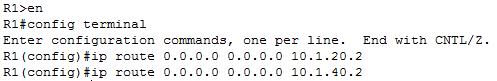 R1>en
R1#config terminal
Enter configuration commands, one per line.  End with CNTL/Z.
R1(config)#ip route 0.0.0.0 0.0.0.0 10.1.20.2
R1(config)#ip route 0.0.0.0 0.0.0.0 10.1.40.2